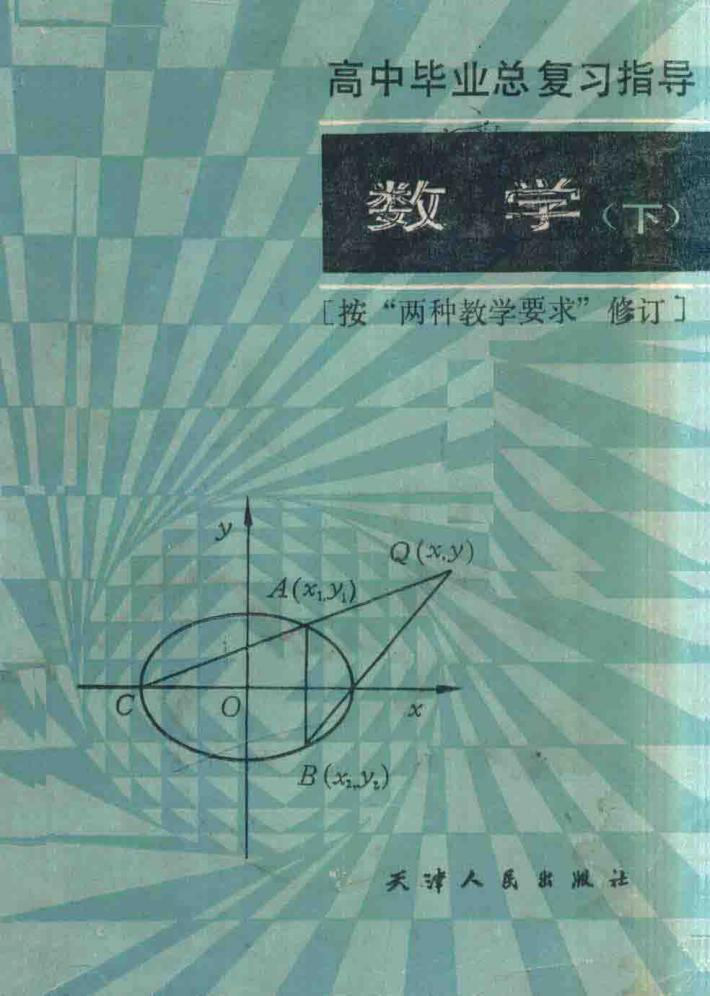 高中毕业总复习指导
数 学（下）
［按“两种教学要求”修订］
y
Q(x,y)
A(x₁,y₁)
C
O
x
B(x₂,y₂)
天津人民出版社